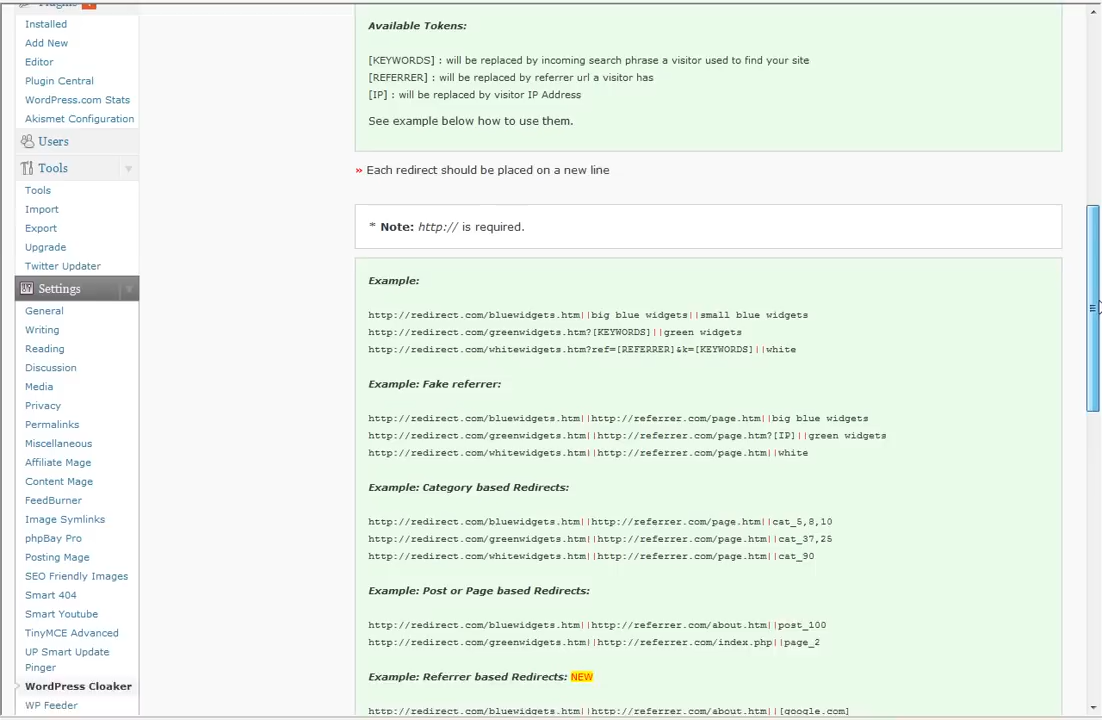 Plugins
Installed
Add New
Editor
Plugin Central
WordPress.com Stats
Akismet Configuration
Users
Tools
Tools
Import
Export
Upgrade
Twitter Updater
Settings
General
Writing
Reading
Discussion
Media
Privacy
Permalinks
Miscellaneous
Affiliate Mage
Content Mage
FeedBurner
Image Symlinks
phpBay Pro
Posting Mage
SEO Friendly Images
Smart 404
Smart Youtube
TinyMCE Advanced
UP Smart Update
Pinger
WordPress Cloaker
WP Feeder
Available Tokens:
[KEYWORDS] : will be replaced by incoming search phrase a visitor used to find your site
[REFERRER] : will be replaced by referrer url a visitor has
[IP] : will be replaced by visitor IP Address
See example below how to use them.
» Each redirect should be placed on a new line
* Note: http:// is required.
Example:
http://redirect.com/bluewidgets.htm||big blue widgets||small blue widgets
http://redirect.com/greenwidgets.htm?[KEYWORDS]||green widgets
http://redirect.com/whitewidgets.htm?ref=[REFERRER]&k=[KEYWORDS]||white
Example: Fake referrer:
http://redirect.com/bluewidgets.htm||http://referrer.com/page.htm||big blue widgets
http://redirect.com/greenwidgets.htm||http://referrer.com/page.htm?[IP]||green widgets
http://redirect.com/whitewidgets.htm||http://referrer.com/page.htm||white
Example: Category based Redirects:
http://redirect.com/bluewidgets.htm||http://referrer.com/page.htm||cat_5,8,10
http://redirect.com/greenwidgets.htm||http://referrer.com/page.htm||cat_37,25
http://redirect.com/whitewidgets.htm||http://referrer.com/page.htm||cat_90
Example: Post or Page based Redirects:
http://redirect.com/bluewidgets.htm||http://referrer.com/about.htm||post_100
http://redirect.com/greenwidgets.htm||http://referrer.com/index.php||page_2
Example: Referrer based Redirects: NEW
http://redirect.com/bluewidgets.htm||http://referrer.com/about.htm||[google.com]